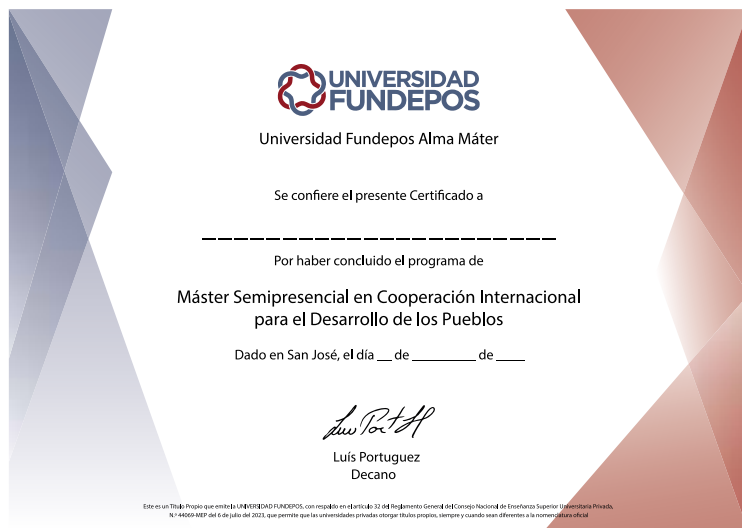 UNIVERSIDAD
FUNDEPOS
Universidad Fundepos Alma Máter
Se confiere el presente Certificado a
_______________________
Por haber concluido el programa de
Máster Semipresencial en Cooperación Internacional
para el Desarrollo de los Pueblos
Dado en San José, el día __ de _________ de ____
Luís Portuguez
Decano
Este es un Título Propio que emite la UNIVERSIDAD FUNDEPOS, con respaldo en el artículo 32 del Reglamento General del Consejo Nacional de Enseñanza Superior Universitaria Privada,
N.º 44069-MEP del 6 de julio del 2023, que permite que las universidades privadas otorgar títulos propios, siempre y cuando sean diferentes a la nomenclatura oficial